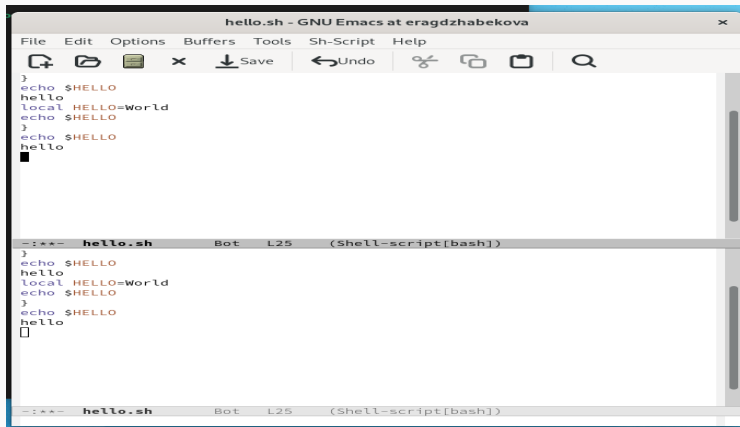 hello.sh - GNU Emacs at eragdzhabekova
File Edit Options Buffers Tools Sh-Script Help
Save Undo
}
echo $HELLO
hello
local HELLO=World
echo $HELLO
}
echo $HELLO
hello
-:**- hello.sh Bot L25 (Shell-script[bash])
}
echo $HELLO
hello
local HELLO=World
echo $HELLO
}
echo $HELLO
hello
-:**- hello.sh Bot L25 (Shell-script[bash])